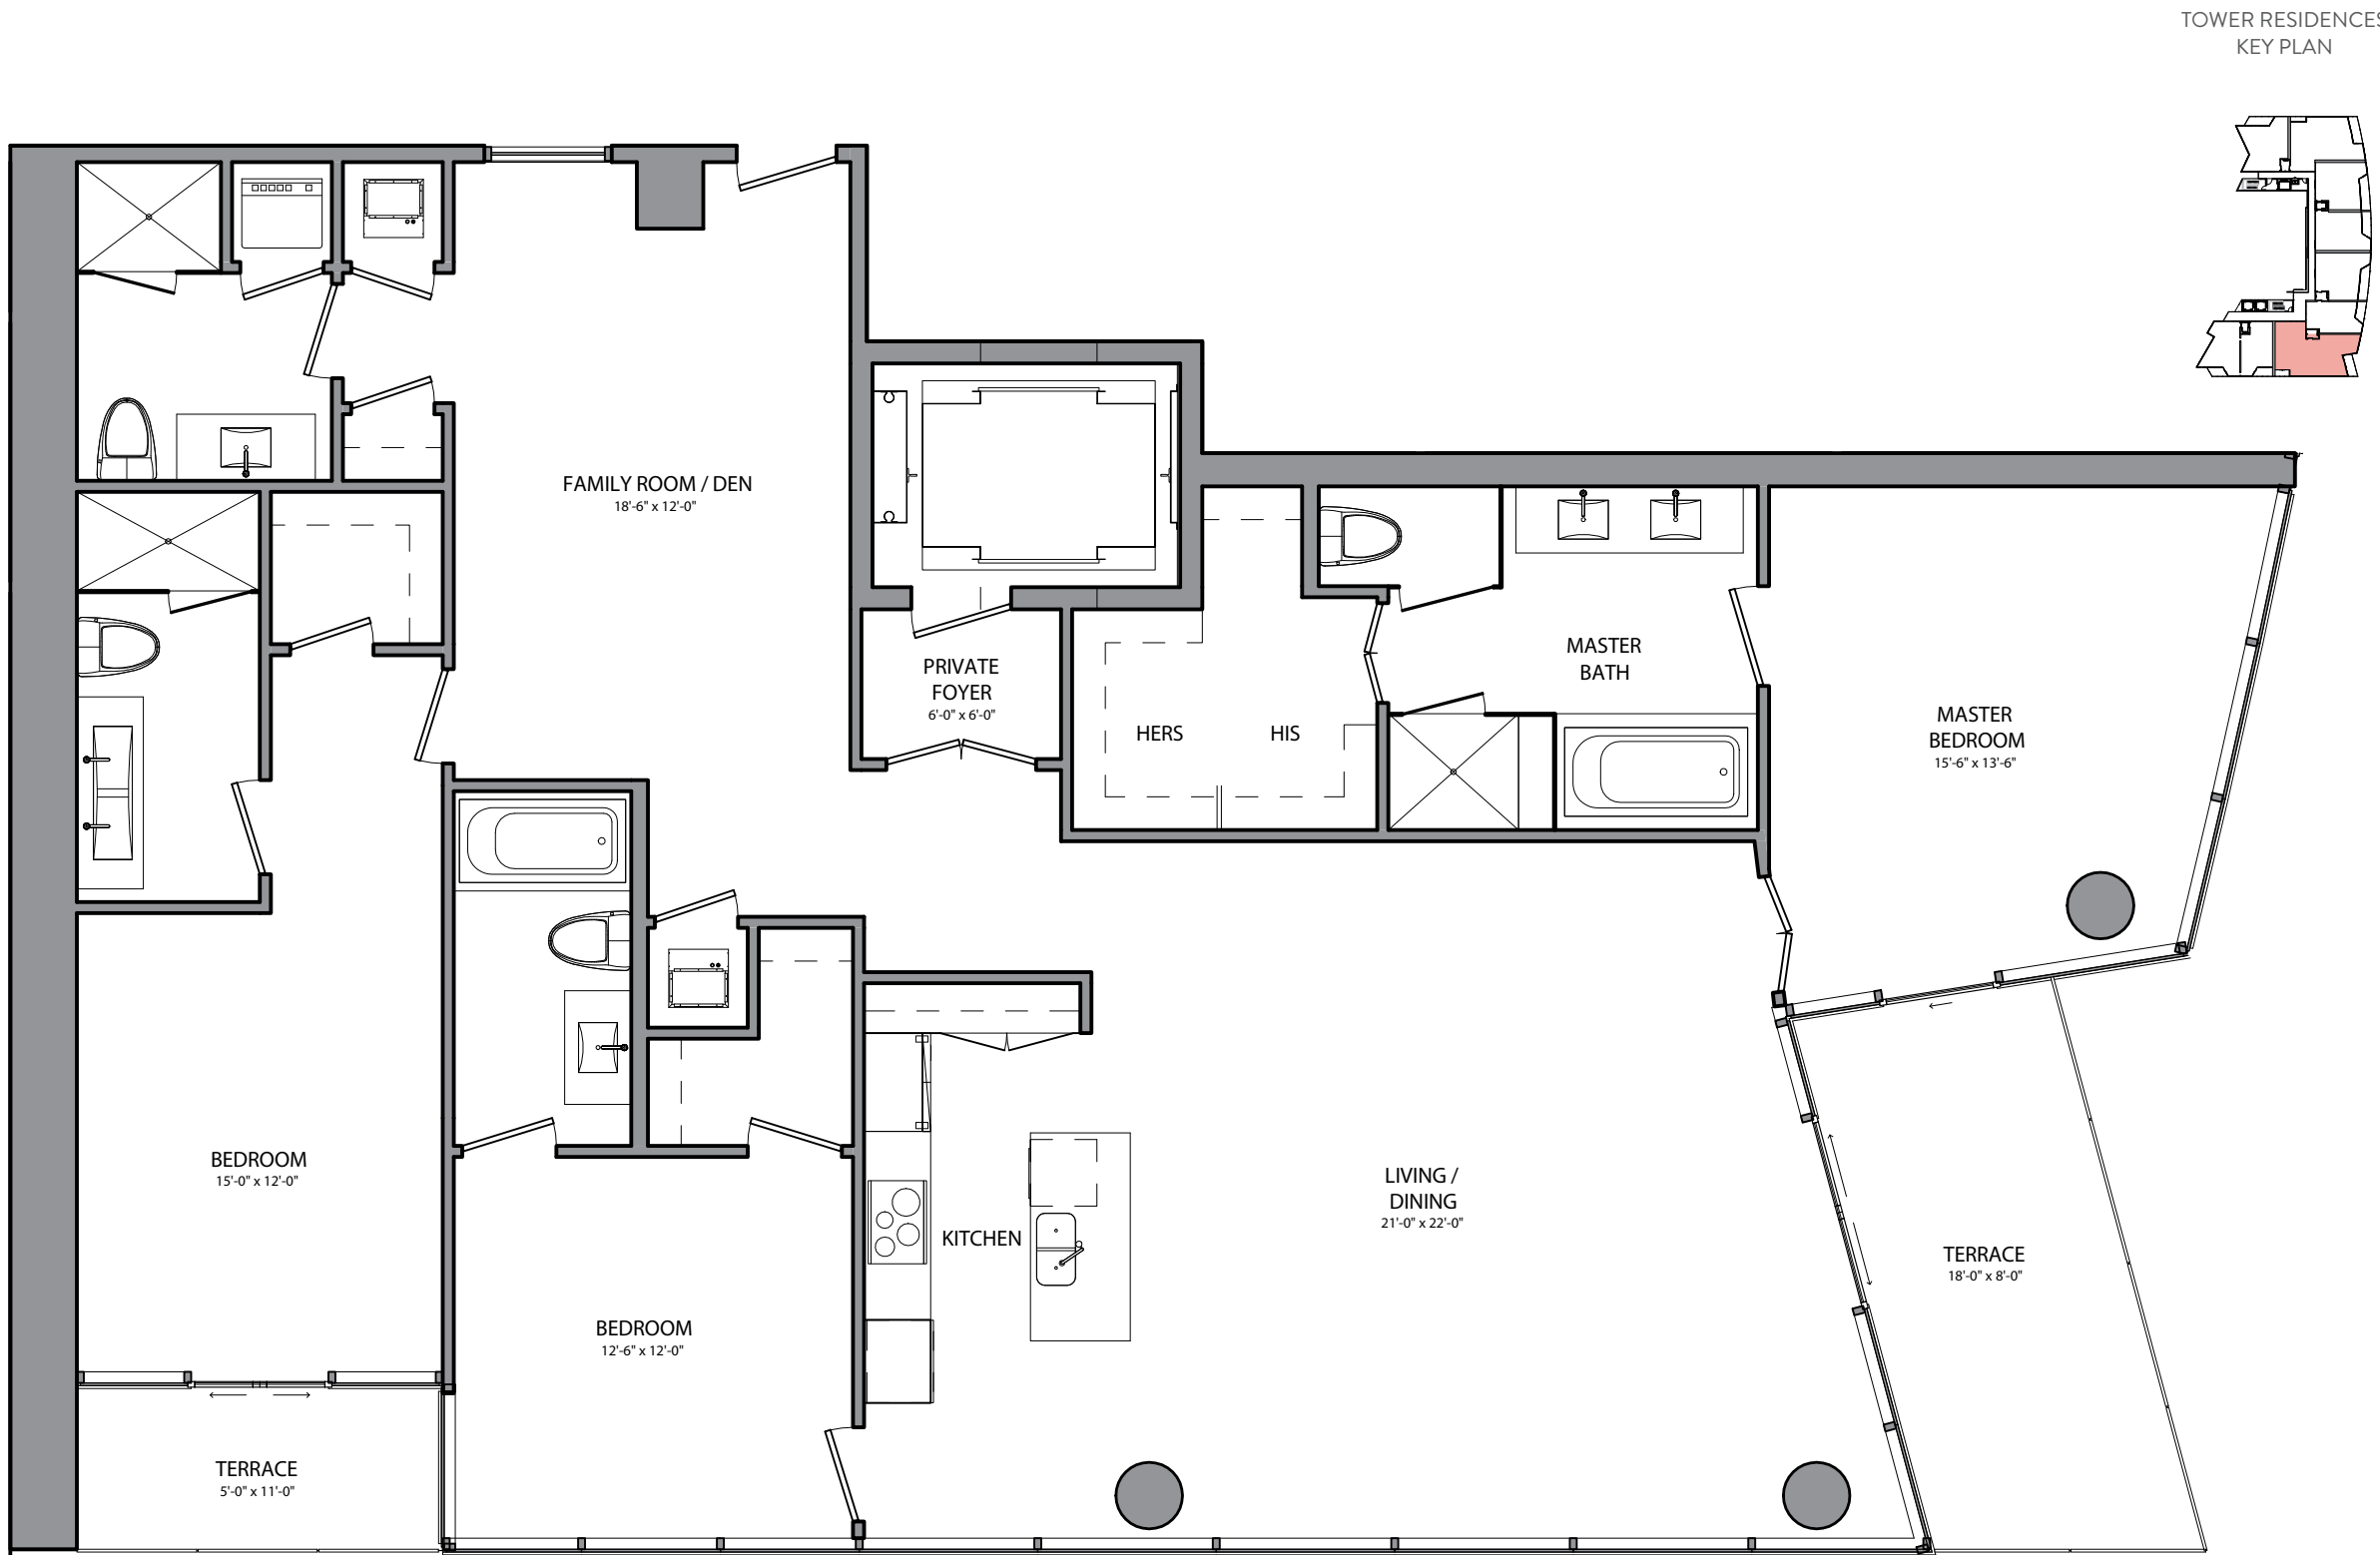 TOWER RESIDENCES
KEY PLAN
FAMILY ROOM / DEN
18'-6" x 12'-0"
PRIVATE
FOYER
6'-0" x 6'-0"
HERS
HIS
MASTER
BATH
MASTER
BEDROOM
15'-6" x 13'-6"
BEDROOM
15'-0" x 12'-0"
BEDROOM
12'-6" x 12'-0"
KITCHEN
LIVING /
DINING
21'-0" x 22'-0"
TERRACE
18'-0" x 8'-0"
TERRACE
5'-0" x 11'-0"